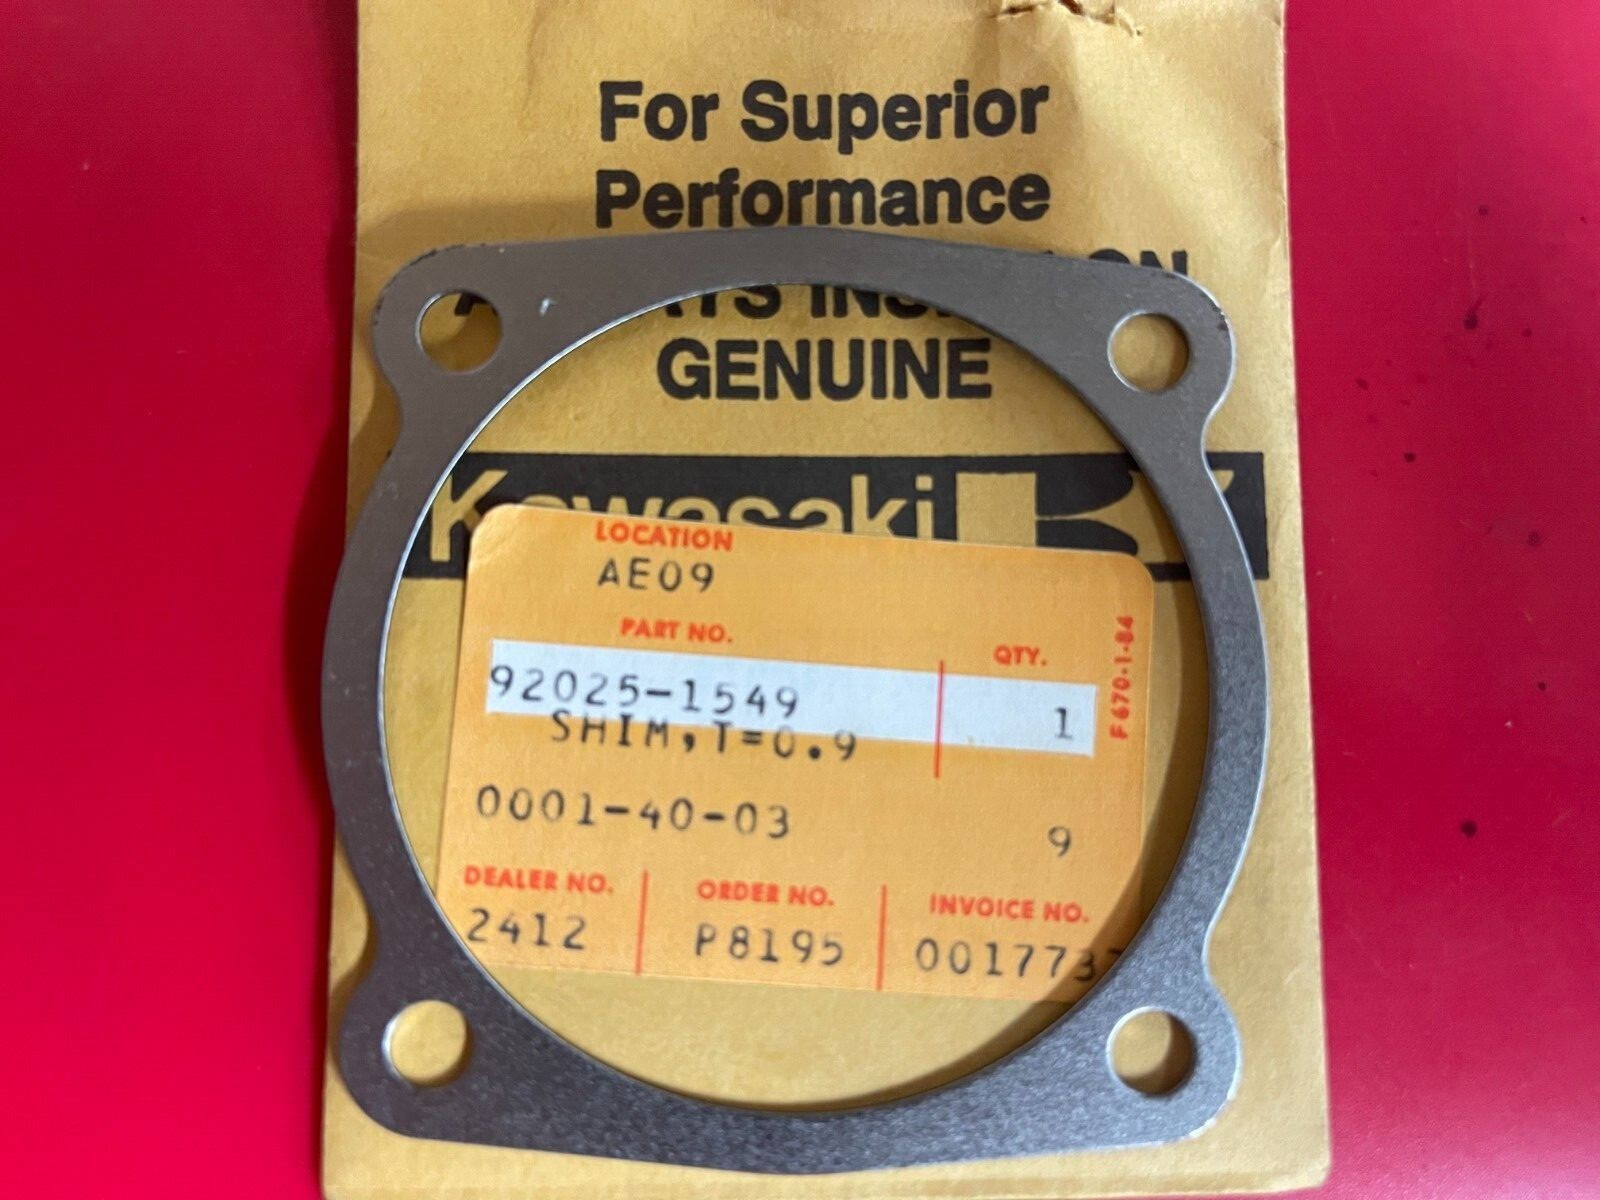 For Superior
Performance
GENUINE
Kawasaki
LOCATION
AE09
PART NO. QTY.
92025-1549 1
SHIM,T=0.9
0001-40-03 9
DEALER NO. ORDER NO. INVOICE NO.
2412 P8195
F670-1-84